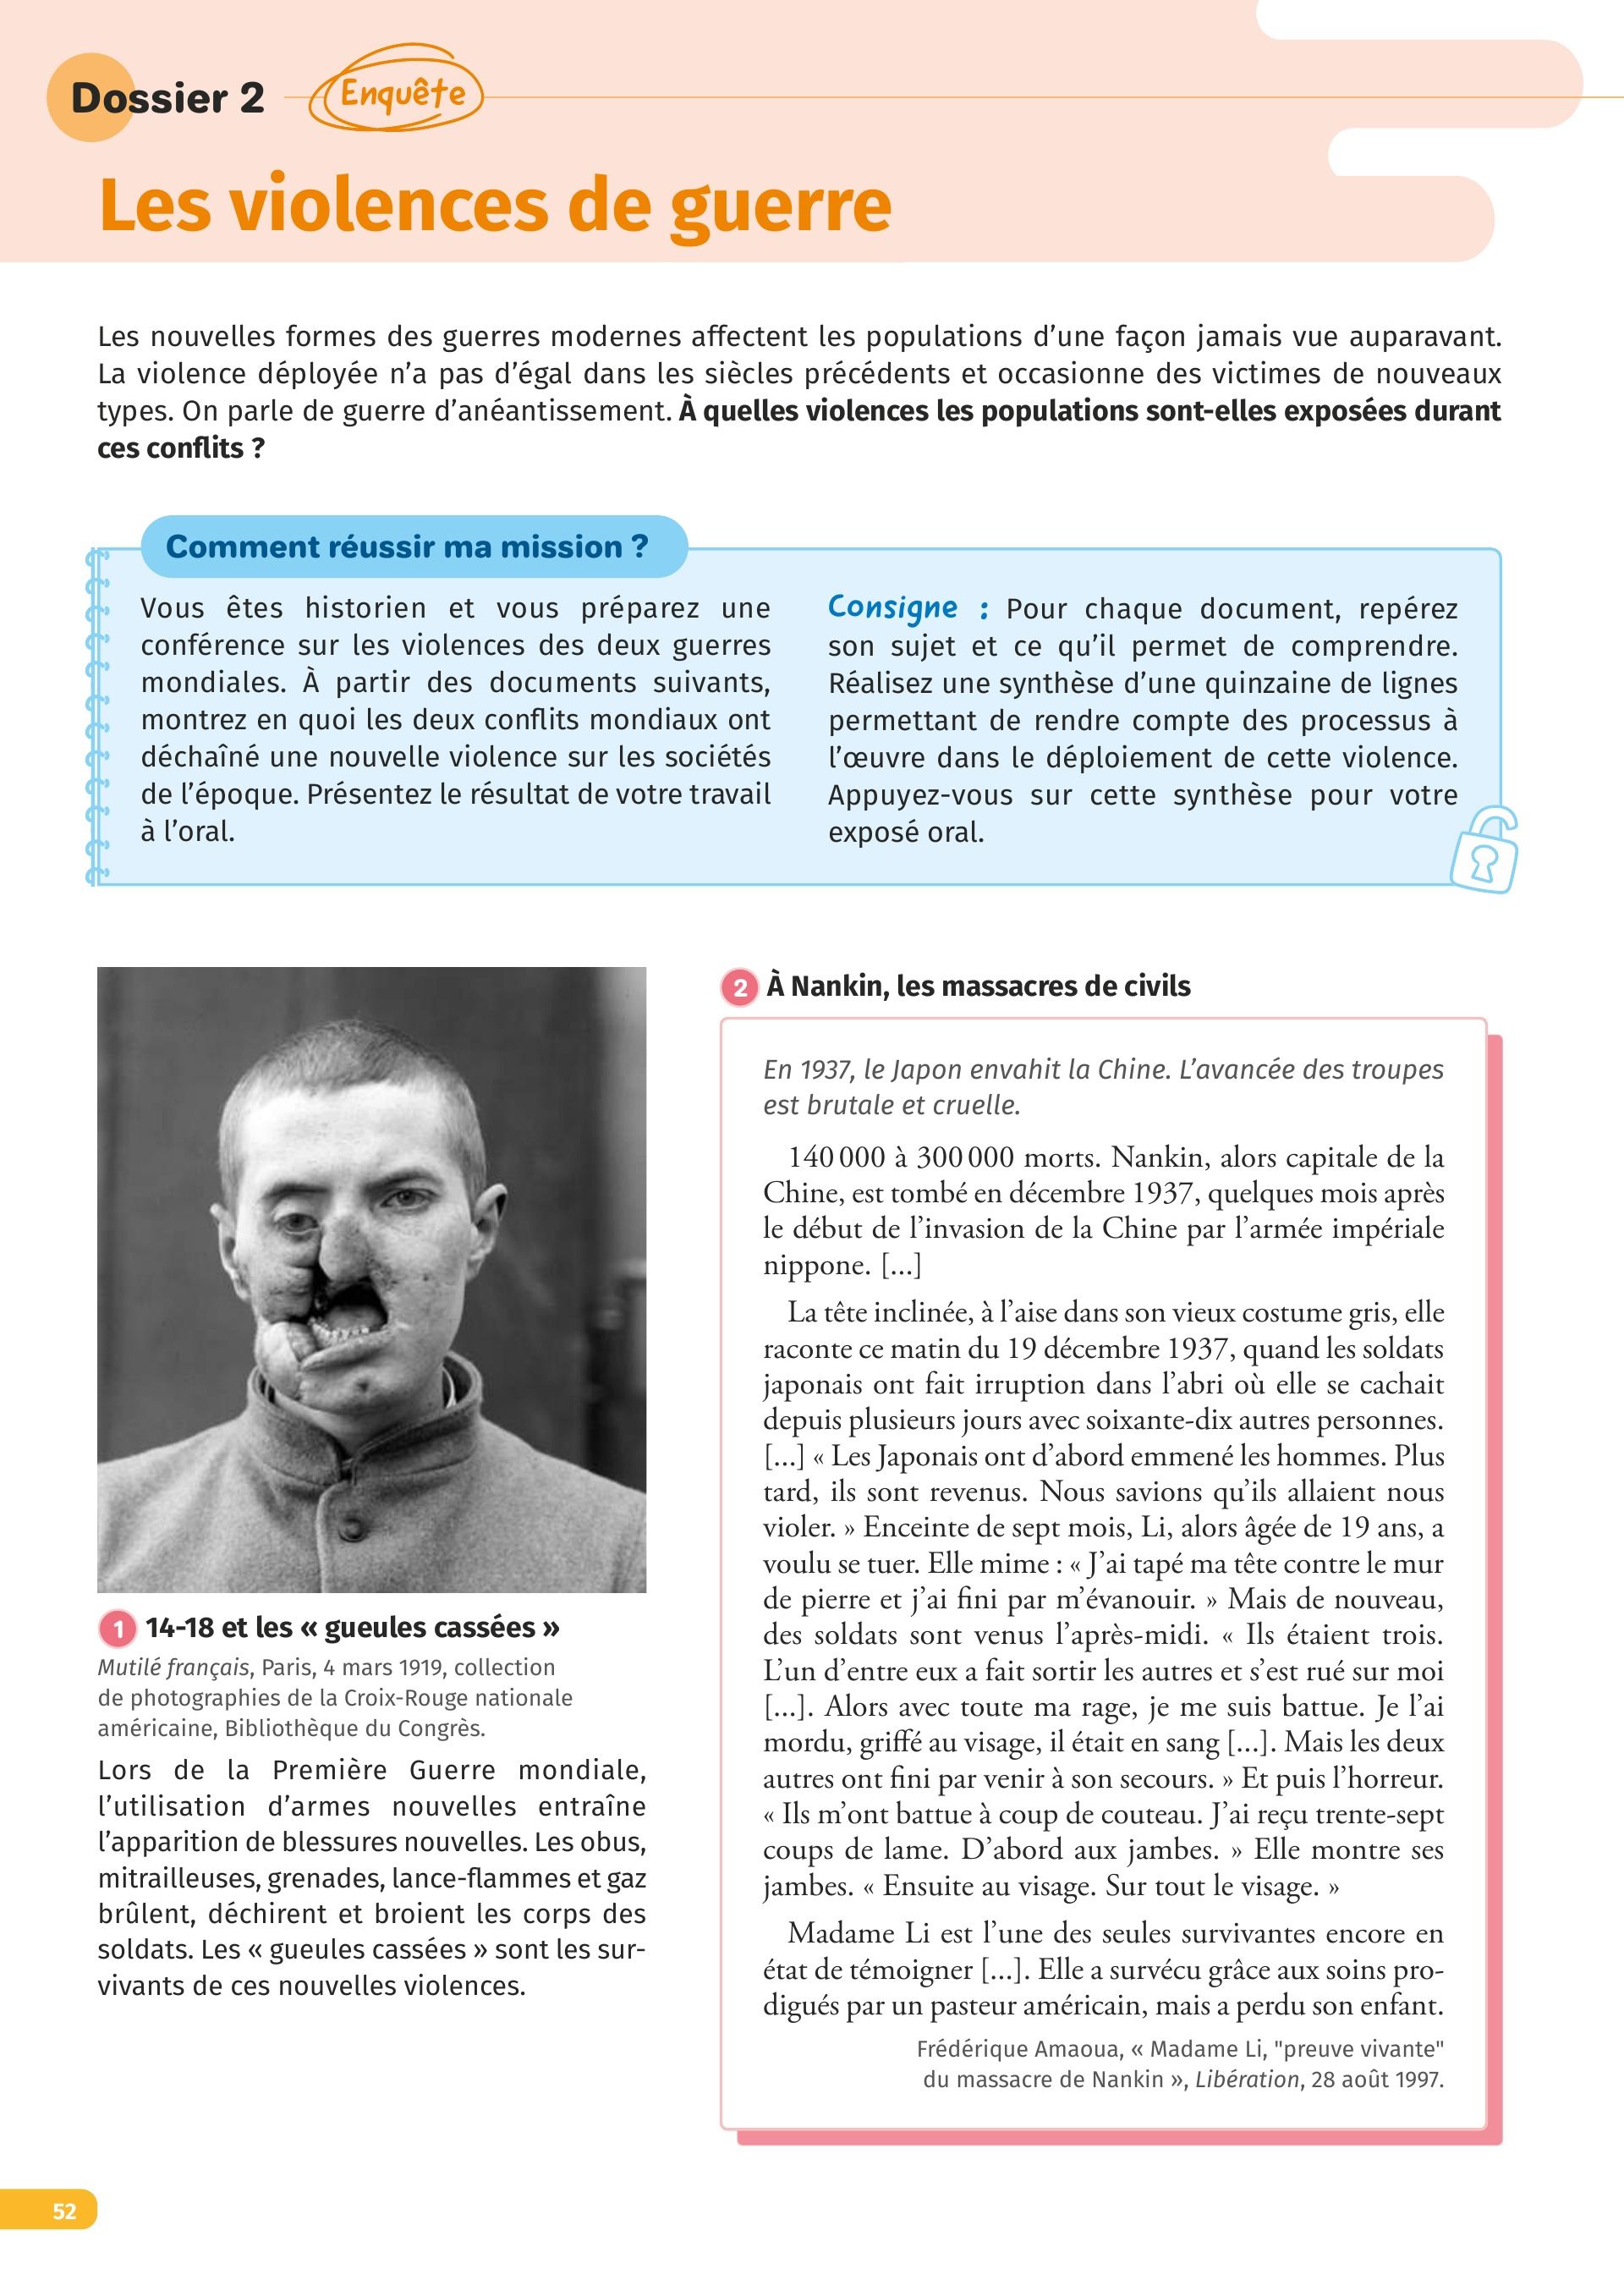 Dossier 2
Enquête
Les violences de guerre
Les nouvelles formes des guerres modernes affectent les populations d’une façon jamais vue auparavant.
La violence déployée n’a pas d’égal dans les siècles précédents et occasionne des victimes de nouveaux
types. On parle de guerre d’anéantissement. À quelles violences les populations sont-elles exposées durant
ces conflits ?
Comment réussir ma mission ?
Vous êtes historien et vous préparez une
conférence sur les violences des deux guerres
mondiales. À partir des documents suivants,
montrez en quoi les deux conflits mondiaux ont
déchaîné une nouvelle violence sur les sociétés
de l’époque. Présentez le résultat de votre travail
à l’oral.
Consigne : Pour chaque document, repérez
son sujet et ce qu’il permet de comprendre.
Réalisez une synthèse d’une quinzaine de lignes
permettant de rendre compte des processus à
l’œuvre dans le déploiement de cette violence.
Appuyez-vous sur cette synthèse pour votre
exposé oral.
1 14-18 et les « gueules cassées »
Mutilé français, Paris, 4 mars 1919, collection
de photographies de la Croix-Rouge nationale
américaine, Bibliothèque du Congrès.
Lors de la Première Guerre mondiale,
l’utilisation d’armes nouvelles entraîne
l’apparition de blessures nouvelles. Les obus,
mitrailleuses, grenades, lance-flammes et gaz
brûlent, déchirent et broient les corps des
soldats. Les « gueules cassées » sont les sur-
vivants de ces nouvelles violences.
2 À Nankin, les massacres de civils
En 1937, le Japon envahit la Chine. L’avancée des troupes
est brutale et cruelle.
140 000 à 300 000 morts. Nankin, alors capitale de la
Chine, est tombé en décembre 1937, quelques mois après
le début de l’invasion de la Chine par l’armée impériale
nippone. [...]
La tête inclinée, à l’aise dans son vieux costume gris, elle
raconte ce matin du 19 décembre 1937, quand les soldats
japonais ont fait irruption dans l’abri où elle se cachait
depuis plusieurs jours avec soixante-dix autres personnes.
[...] « Les Japonais ont d’abord emmené les hommes. Plus
tard, ils sont revenus. Nous savions qu’ils allaient nous
violer. » Enceinte de sept mois, Li, alors âgée de 19 ans, a
voulu se tuer. Elle mime : « J’ai tapé ma tête contre le mur
de pierre et j’ai fini par m’évanouir. » Mais de nouveau,
des soldats sont venus l’après-midi. « Ils étaient trois.
L’un d’entre eux a fait sortir les autres et s’est rué sur moi
[...]. Alors avec toute ma rage, je me suis battue. Je l’ai
mordu, griffé au visage, il était en sang [...]. Mais les deux
autres ont fini par venir à son secours. » Et puis l’horreur.
« Ils m’ont battue à coup de couteau. J’ai reçu trente-sept
coups de lame. D’abord aux jambes. » Elle montre ses
jambes. « Ensuite au visage. Sur tout le visage. »
Madame Li est l’une des seules survivantes encore en
état de témoigner [...]. Elle a survécu grâce aux soins pro-
digués par un pasteur américain, mais a perdu son enfant.
Frédérique Amaoua, « Madame Li, "preuve vivante"
du massacre de Nankin », Libération, 28 août 1997.
52